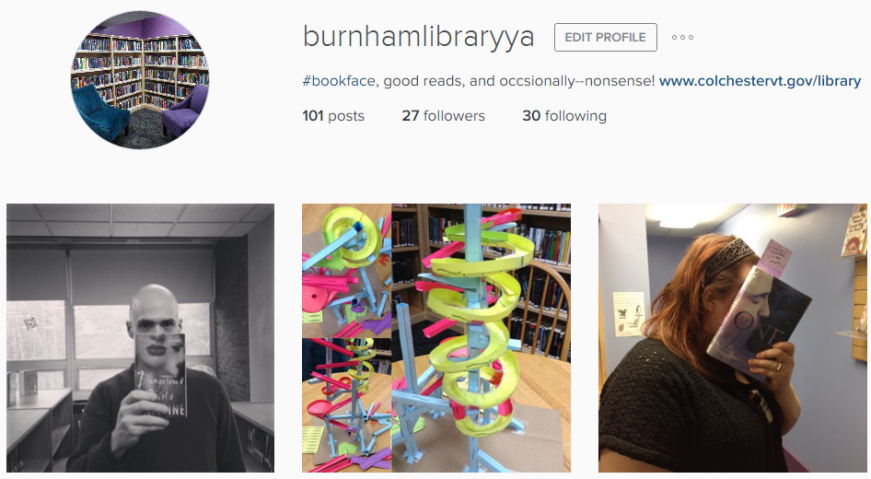 burnhamlibraryya EDIT PROFILE
#bookface, good reads, and occsionally--nonsense! www.colchestervt.gov/library
101 posts 27 followers 30 following
Dangerous